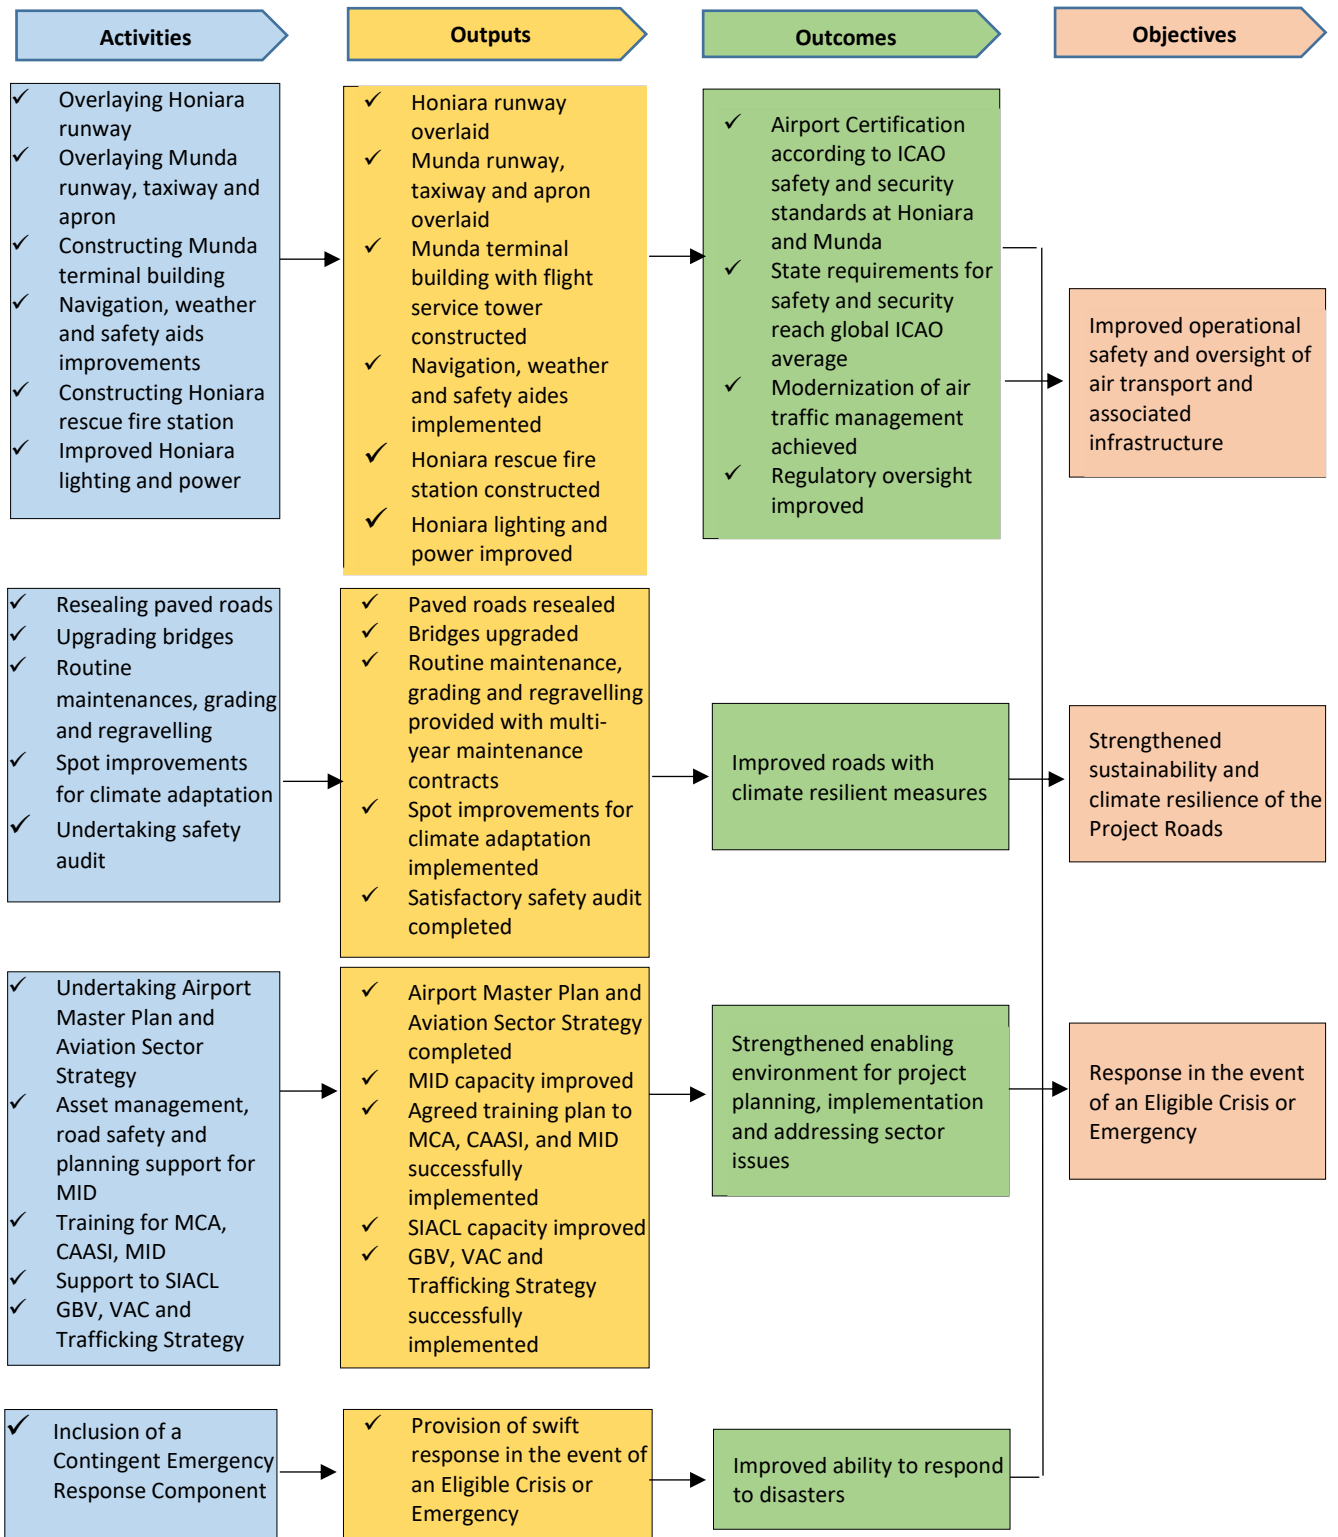 Activities
Outputs
Outcomes
Objectives
✓ Overlaying Honiara
runway
✓ Overlaying Munda
runway, taxiway and
apron
✓ Constructing Munda
terminal building
✓ Navigation, weather
and safety aids
improvements
✓ Constructing Honiara
rescue fire station
✓ Improved Honiara
lighting and power
✓ Honiara runway
overlaid
✓ Munda runway,
taxiway and apron
overlaid
✓ Munda terminal
building with flight
service tower
constructed
✓ Navigation, weather
and safety aides
implemented
✓ Honiara rescue fire
station constructed
✓ Honiara lighting and
power improved
✓ Airport Certification
according to ICAO
safety and security
standards at Honiara
and Munda
✓ State requirements for
safety and security
reach global ICAO
average
✓ Modernization of air
traffic management
achieved
✓ Regulatory oversight
improved
Improved operational
safety and oversight of
air transport and
associated
infrastructure
✓ Resealing paved roads
✓ Upgrading bridges
✓ Routine
maintenances, grading
and regravelling
✓ Spot improvements
for climate adaptation
✓ Undertaking safety
audit
✓ Paved roads resealed
✓ Bridges upgraded
✓ Routine maintenance,
grading and regravelling
provided with multi-
year maintenance
contracts
✓ Spot improvements for
climate adaptation
implemented
✓ Satisfactory safety audit
completed
Improved roads with
climate resilient measures
Strengthened
sustainability and
climate resilience of the
Project Roads
✓ Undertaking Airport
Master Plan and
Aviation Sector
Strategy
✓ Asset management,
road safety and
planning support for
MID
✓ Training for MCA,
CAASI, MID
✓ Support to SIACL
✓ GBV, VAC and
Trafficking Strategy
✓ Airport Master Plan and
Aviation Sector Strategy
completed
✓ MID capacity improved
✓ Agreed training plan to
MCA, CAASI, and MID
successfully
implemented
✓ SIACL capacity improved
✓ GBV, VAC and
Trafficking Strategy
successfully
implemented
Strengthened enabling
environment for project
planning, implementation
and addressing sector
issues
Response in the event
of an Eligible Crisis or
Emergency
✓ Inclusion of a
Contingent Emergency
Response Component
✓ Provision of swift
response in the event of
an Eligible Crisis or
Emergency
Improved ability to respond
to disasters